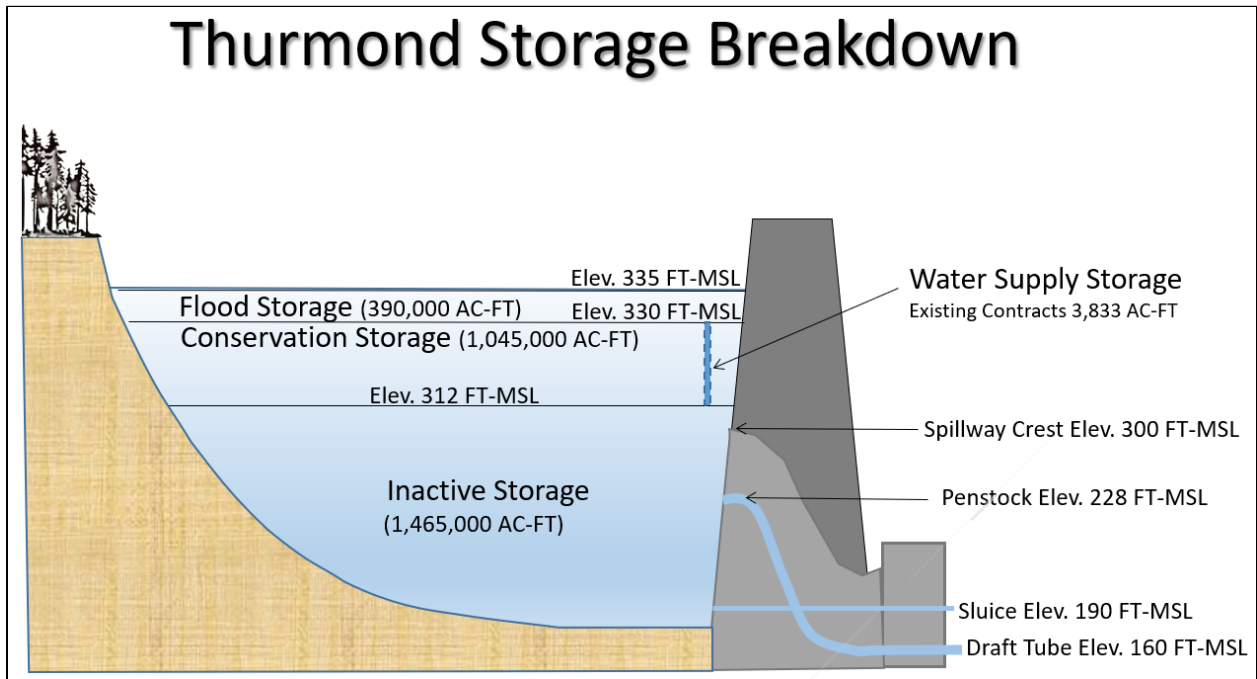 Thurmond Storage Breakdown
Elev. 335 FT-MSL
Flood Storage (390,000 AC-FT)
Elev. 330 FT-MSL
Conservation Storage (1,045,000 AC-FT)
Water Supply Storage
Existing Contracts 3,833 AC-FT
Elev. 312 FT-MSL
Spillway Crest Elev. 300 FT-MSL
Inactive Storage
(1,465,000 AC-FT)
Penstock Elev. 228 FT-MSL
Sluice Elev. 190 FT-MSL
Draft Tube Elev. 160 FT-MSL